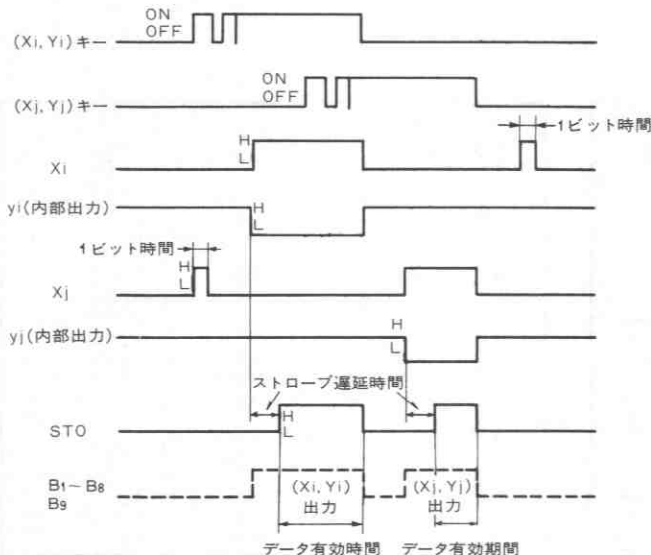 ON
OFF
(Xi, Yi) キー
ON
OFF
(Xj, Yj) キー
1ビット時間
H
L
Xi
yi(内部出力)
H
L
1ビット時間
H
L
Xj
yj(内部出力)
H
L
ストローブ遅延時間
H
L
STO
B1～B8
B9
(Xi, Yi)
出力
(Xj, Yj)
出力
データ有効時間
データ有効期間